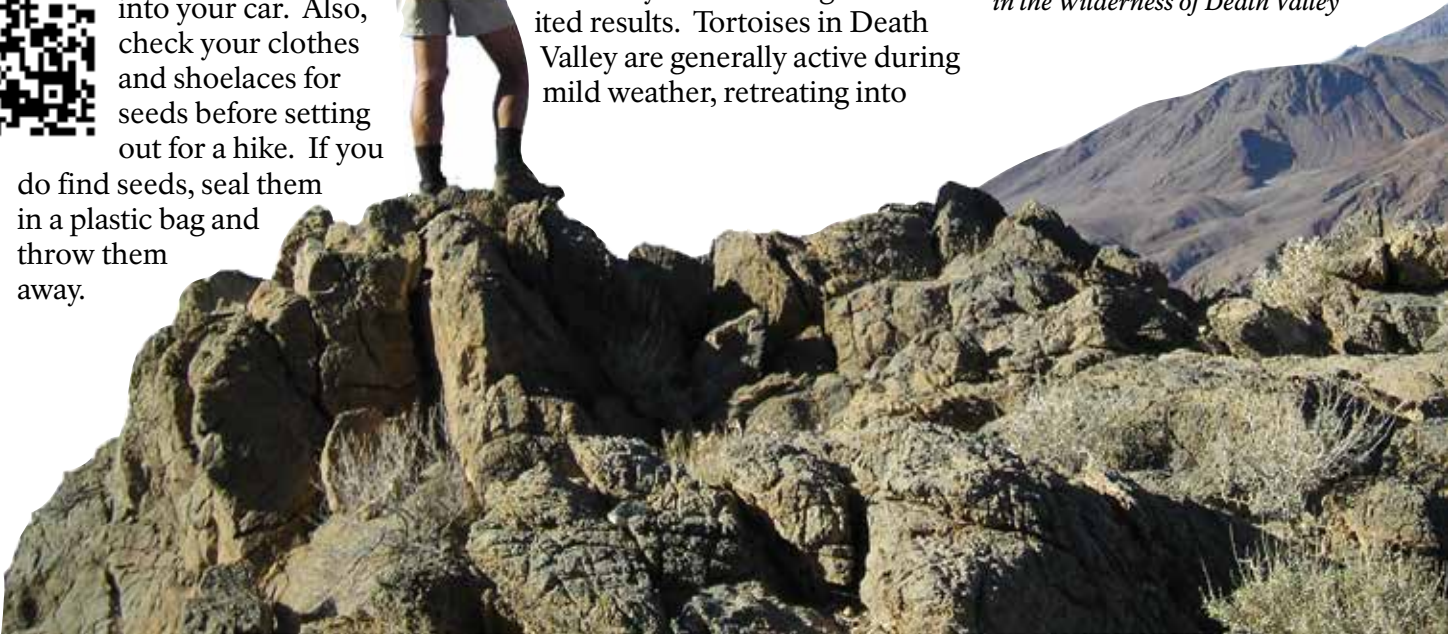 into your car.  Also,
check your clothes
and shoelaces for
seeds before setting
out for a hike.  If you
do find seeds, seal them
in a plastic bag and
throw them
away.
ited results.  Tortoises in Death
Valley are generally active during
mild weather, retreating into
in the Wilderness of Death Valley